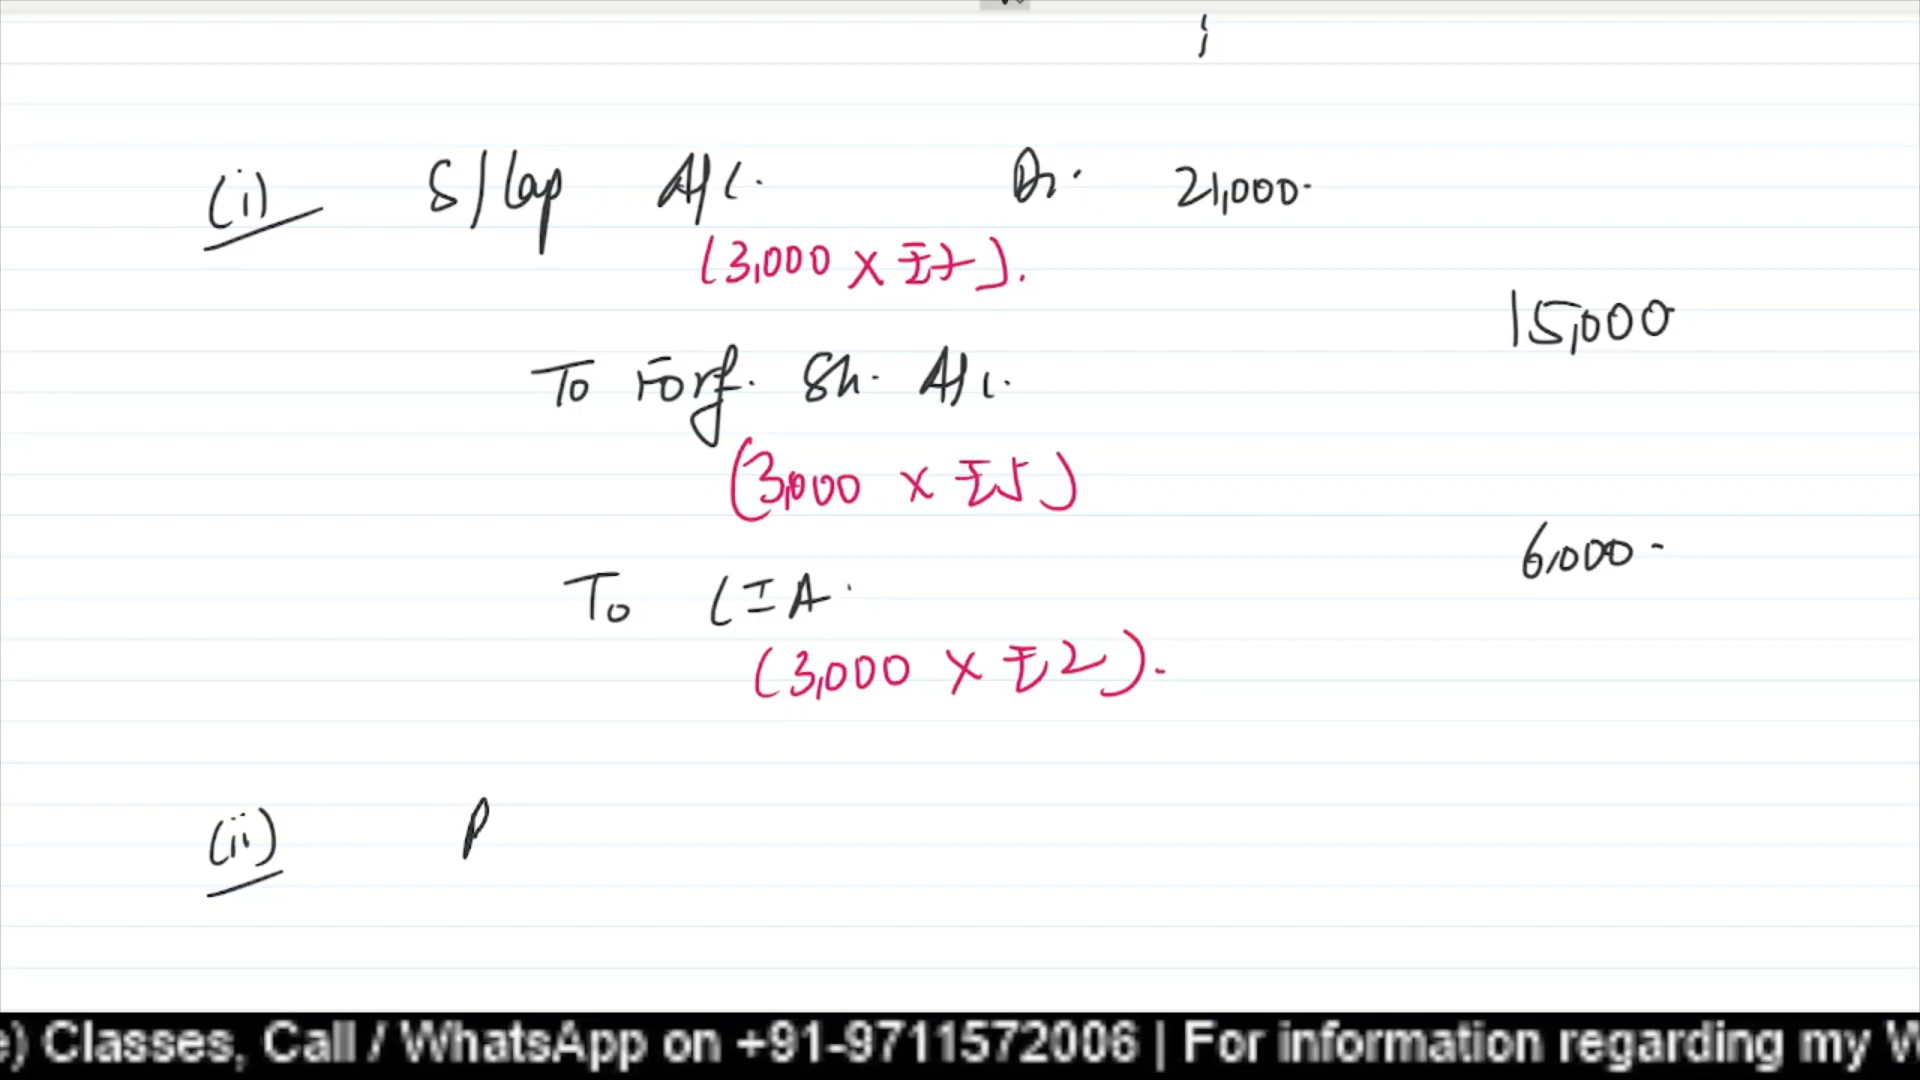 (i) S/Cap A/c. Dr. 21,000.
(3,000 X ₹7).
15,000
To Forf. Sh. A/c.
(3,000 X ₹5)
6,000.
To CIA.
(3,000 X ₹2).
(ii)
e) Classes, Call / WhatsApp on +91-9711572006 | For information regarding my W